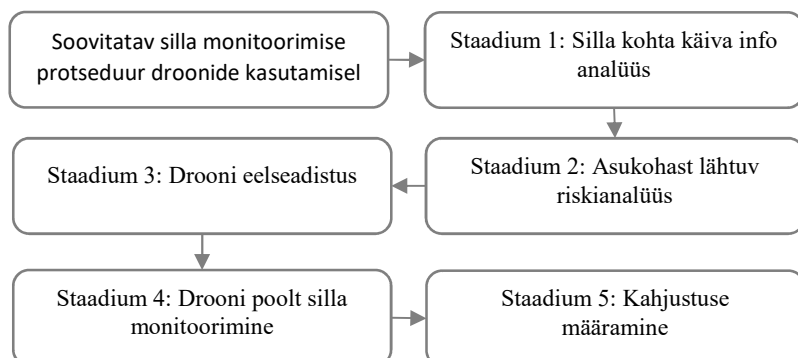 Soovitatav silla monitoorimise
protseduur droonide kasutamisel
Staadium 1: Silla kohta käiva info
analüüs
Staadium 2: Asukohast lähtuv
riskianalüüs
Staadium 3: Drooni eelseadistus
Staadium 4: Drooni poolt silla
monitoorimine
Staadium 5: Kahjustuse
määramine